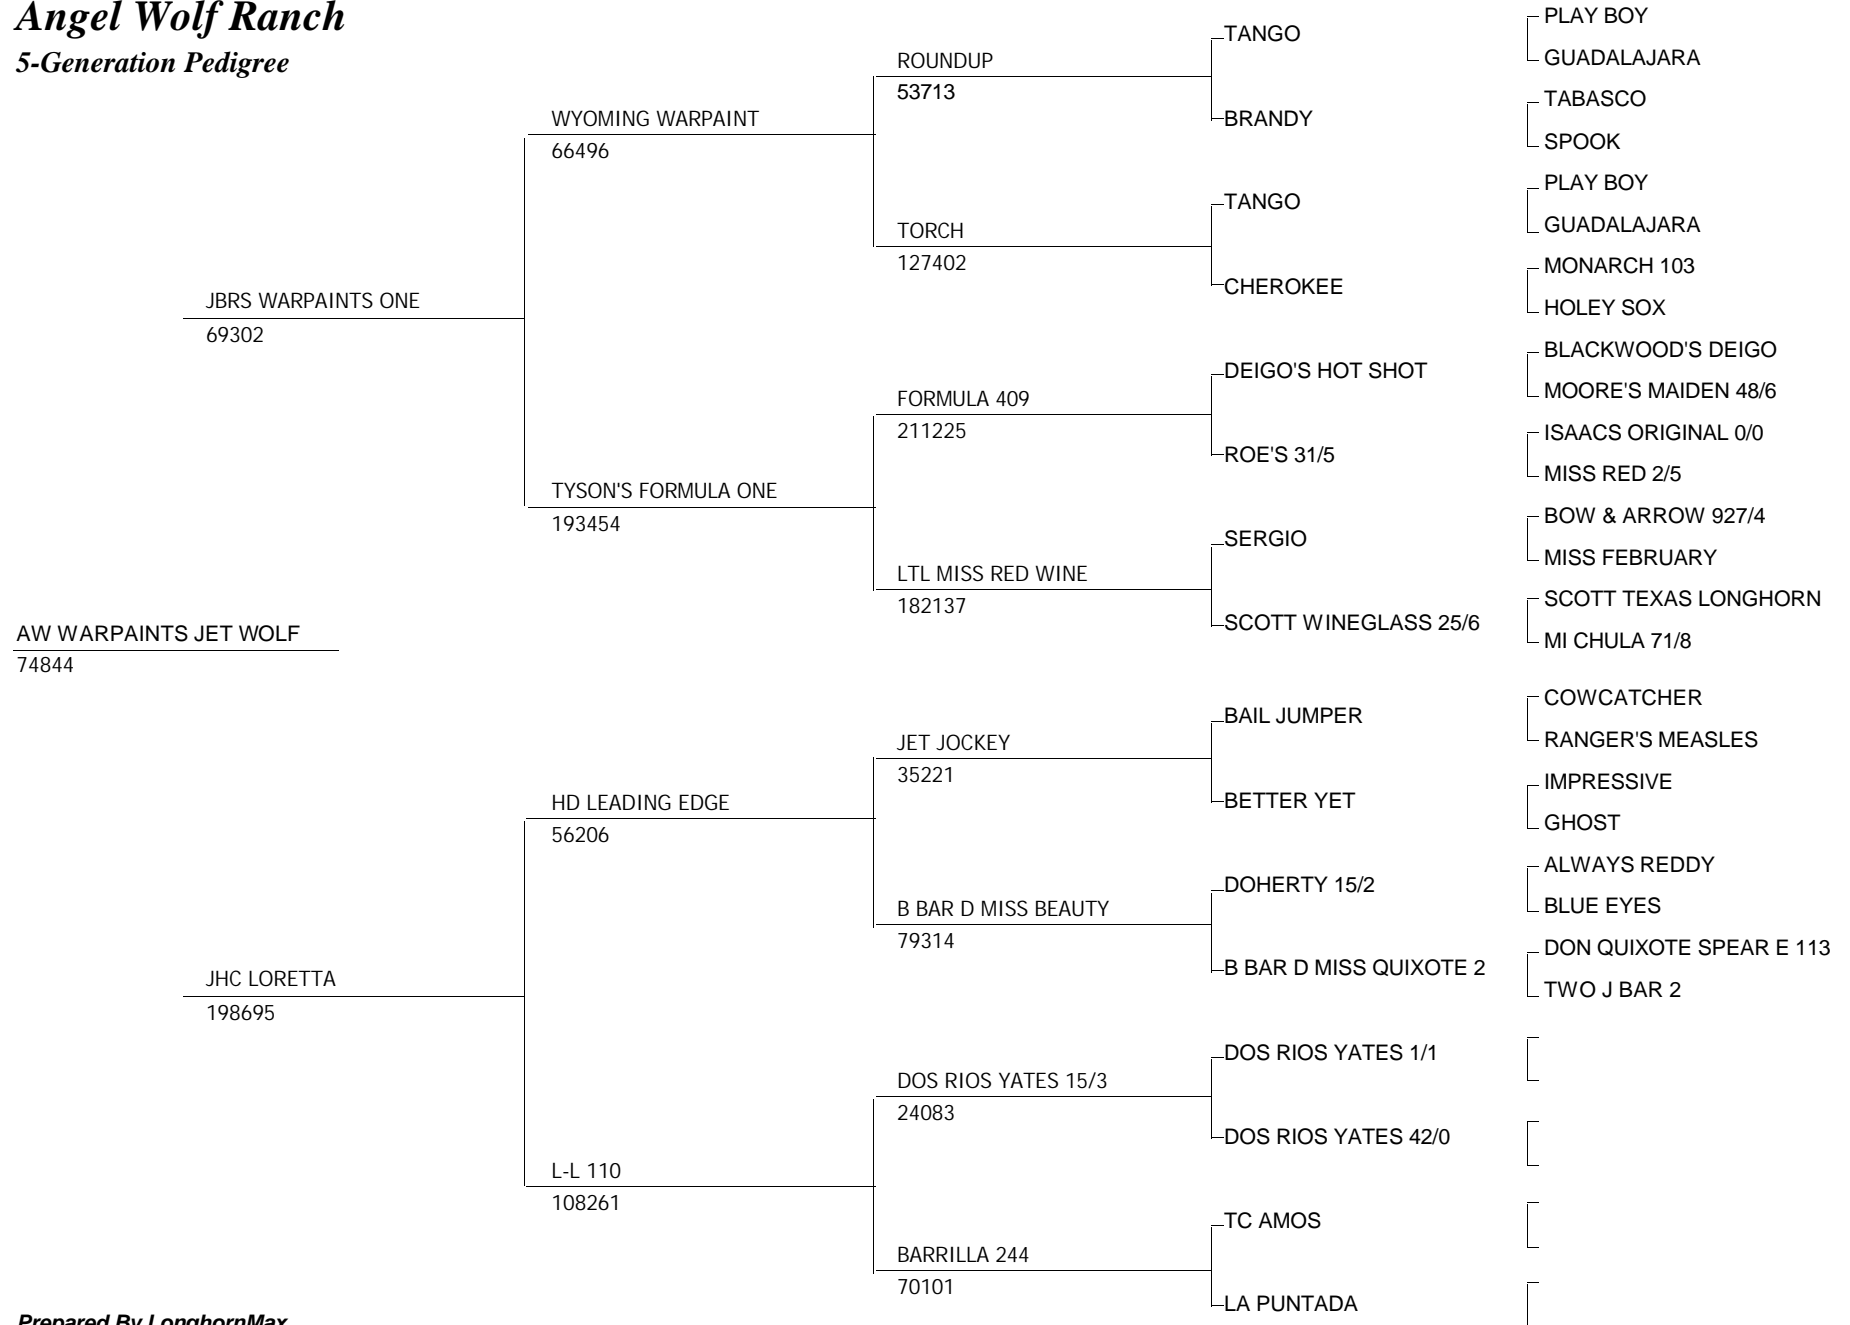 Angel Wolf Ranch
5-Generation Pedigree
AW WARPAINTS JET WOLF
74844
JBRS WARPAINTS ONE
69302
JHC LORETTA
198695
WYOMING WARPAINT
66496
TYSON'S FORMULA ONE
193454
HD LEADING EDGE
56206
L-L 110
108261
ROUNDUP
53713
TORCH
127402
FORMULA 409
211225
LTL MISS RED WINE
182137
JET JOCKEY
35221
B BAR D MISS BEAUTY
79314
DOS RIOS YATES 15/3
24083
BARRILLA 244
70101
TANGO
BRANDY
TANGO
CHEROKEE
DEIGO'S HOT SHOT
ROE'S 31/5
SERGIO
SCOTT WINEGLASS 25/6
BAIL JUMPER
BETTER YET
DOHERTY 15/2
B BAR D MISS QUIXOTE 2
DOS RIOS YATES 1/1
DOS RIOS YATES 42/0
TC AMOS
LA PUNTADA
PLAY BOY
GUADALAJARA
TABASCO
SPOOK
PLAY BOY
GUADALAJARA
MONARCH 103
HOLEY SOX
BLACKWOOD'S DEIGO
MOORE'S MAIDEN 48/6
ISAACS ORIGINAL 0/0
MISS RED 2/5
BOW & ARROW 927/4
MISS FEBRUARY
SCOTT TEXAS LONGHORN
MI CHULA 71/8
COWCATCHER
RANGER'S MEASLES
IMPRESSIVE
GHOST
ALWAYS REDDY
BLUE EYES
DON QUIXOTE SPEAR E 113
TWO J BAR 2
Prepared By LonghornMax